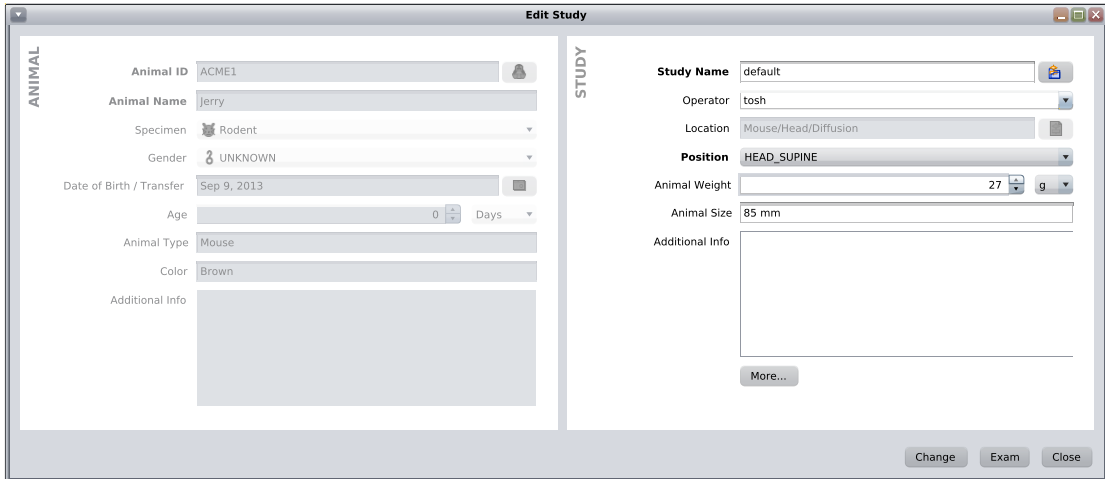 Edit Study
ANIMAL
Animal ID ACME1
Animal Name Jerry
Specimen Rodent
Gender UNKNOWN
Date of Birth / Transfer Sep 9, 2013
Age 0 Days
Animal Type Mouse
Color Brown
Additional Info
STUDY
Study Name default
Operator tosh
Location Mouse/Head/Diffusion
Position HEAD_SUPINE
Animal Weight 27 g
Animal Size 85 mm
Additional Info
More...
Change Exam Close